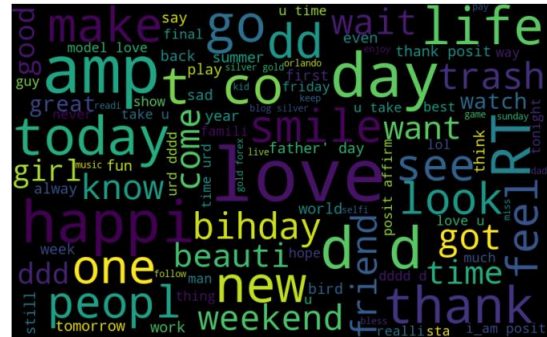 good
make
say
final
guy
model love
great
amp
today
girl
know
alway
fun
music
happi
ddd
week
one
follow
peopl
still
tomorrow
work
go
dd
u time
back
summer
play
silver gold
show
sad
kid
friday
readi
never
take u
year
t
co
first
orlando
blog silver
keep
come
urd dddd
time urd
famili
father' day
gold forex
live
smile
love
bihday
world
selfi
beauti
hope
man
thing
bird
u
new
weekend
wait
life
pay
even
enjoy
way
thank posit
day
trash
u take
best
watch
game
sunday
tonight
want
see
RT
posit affirm
lol
think
dad
look
feel
love u
miss
d d
got
friend
time
much
dddd d
bless
thank
realli
sta
i_am posit